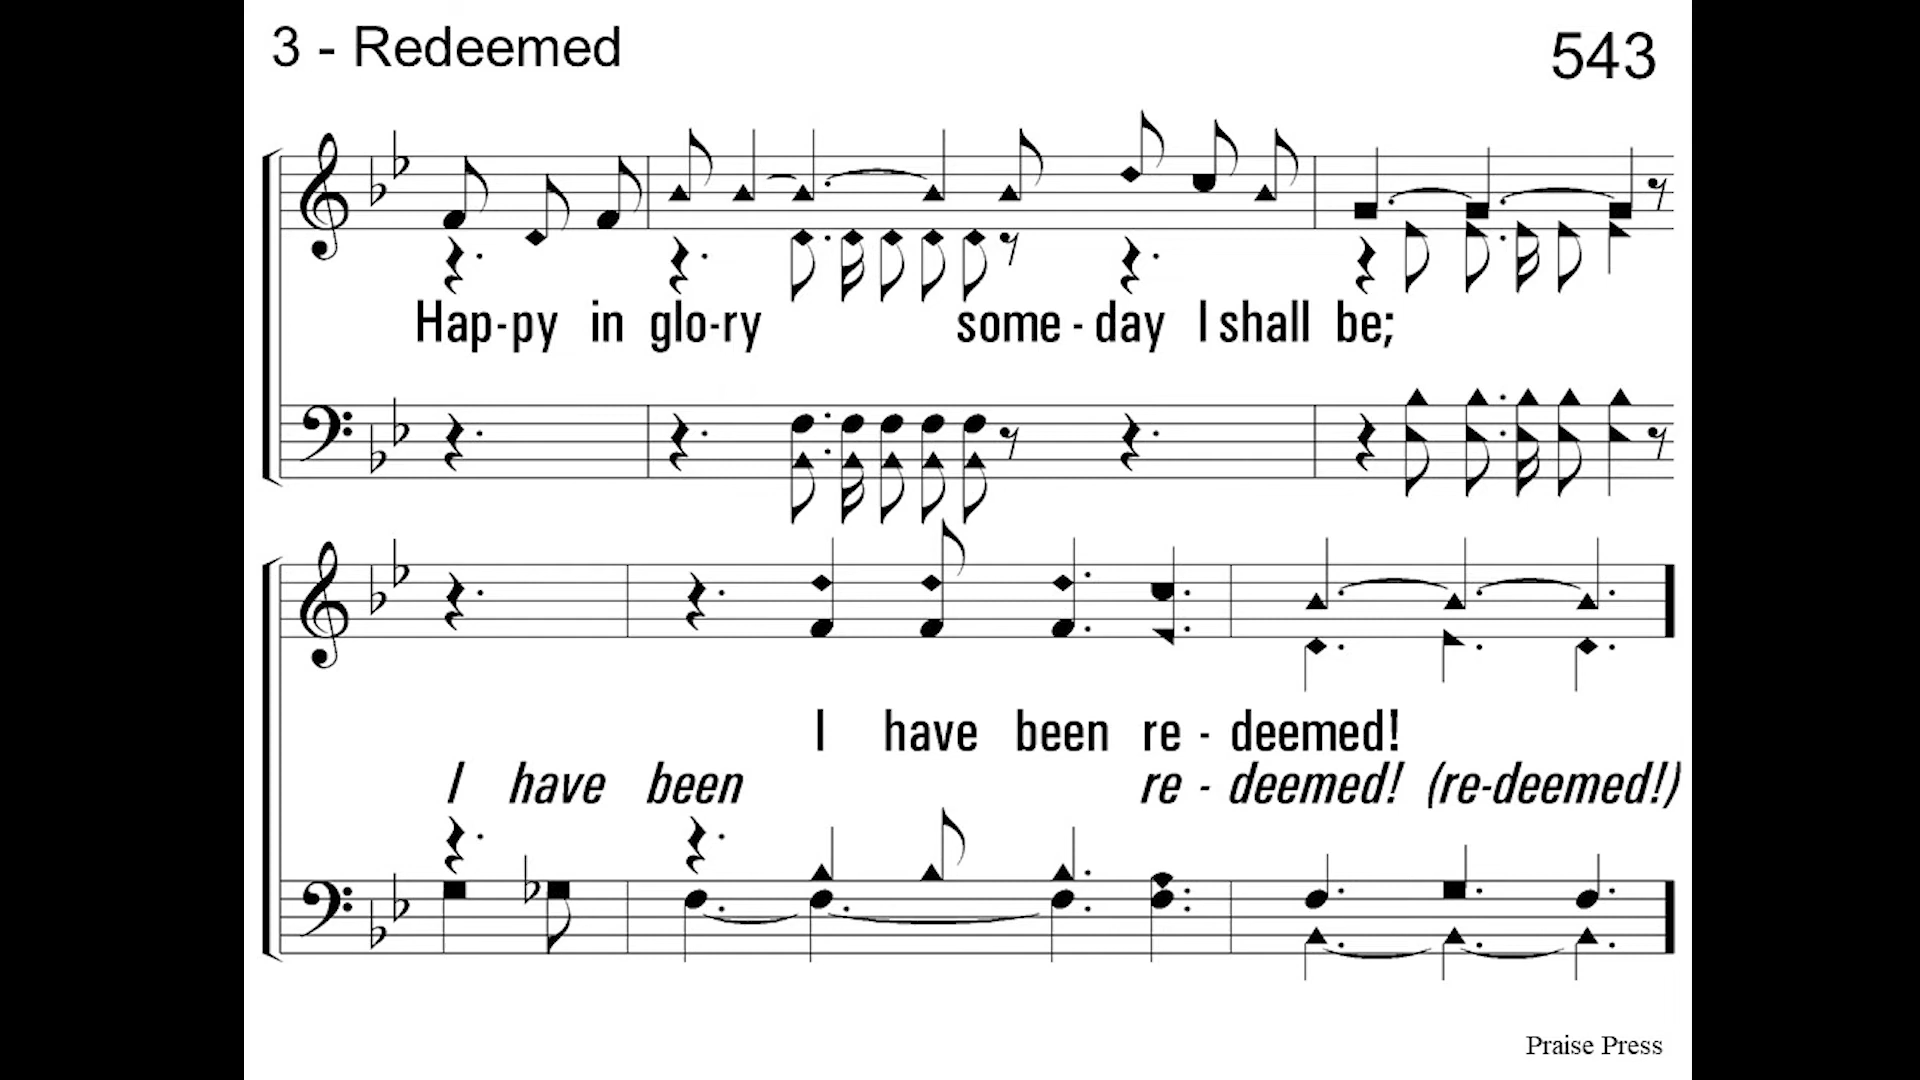 3 - Redeemed
543
Hap-py in glo-ry some - day I shall be;
I have been re - deemed!
I have been re - deemed! (re-deemed!)
Praise Press